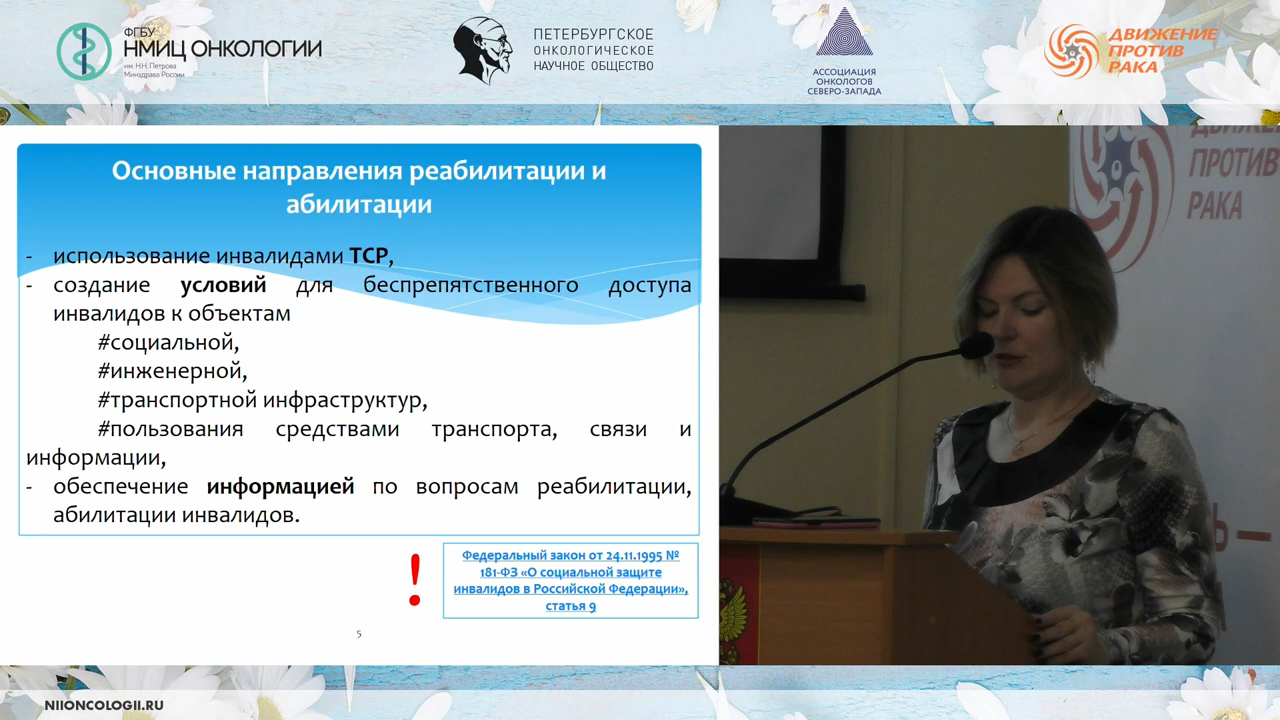 ФГБУ
НМИЦ ОНКОЛОГИИ
им. Н.Н. Петрова
Минздрава России
ПЕТЕРБУРГСКОЕ
ОНКОЛОГИЧЕСКОЕ
НАУЧНОЕ ОБЩЕСТВО
АССОЦИАЦИЯ
ОНКОЛОГОВ
СЕВЕРО-ЗАПАДА
ДВИЖЕНИЕ
ПРОТИВ
РАКА
Основные направления реабилитации и
абилитации
- использование инвалидами ТСР,
- создание условий для беспрепятственного доступа
инвалидов к объектам
#социальной,
#инженерной,
#транспортной инфраструктур,
#пользования средствами транспорта, связи и
информации,
- обеспечение информацией по вопросам реабилитации,
абилитации инвалидов.
!
Федеральный закон от 24.11.1995 №
181-ФЗ «О социальной защите
инвалидов в Российской Федерации»,
статья 9
5
ПРОТИВ
РАКА
NIIONCOLOGII.RU